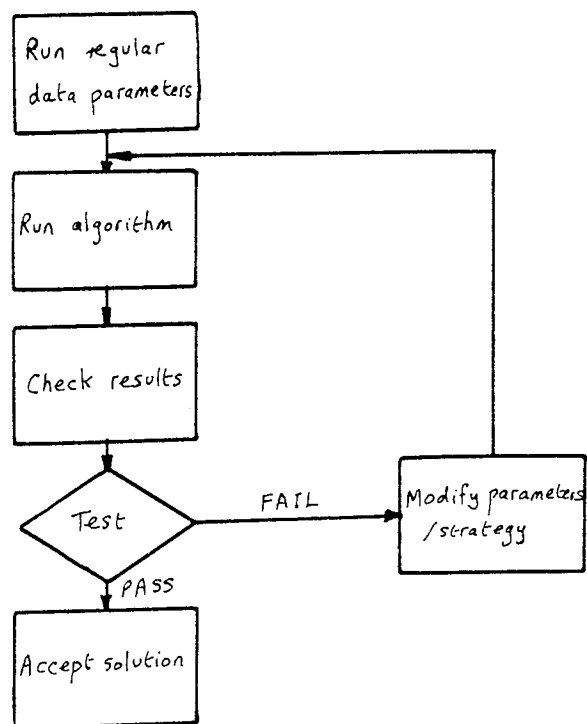 Run regular
data parameters
Run algorithm
Check results
Test
FAIL
Modify parameters
/strategy
PASS
Accept solution